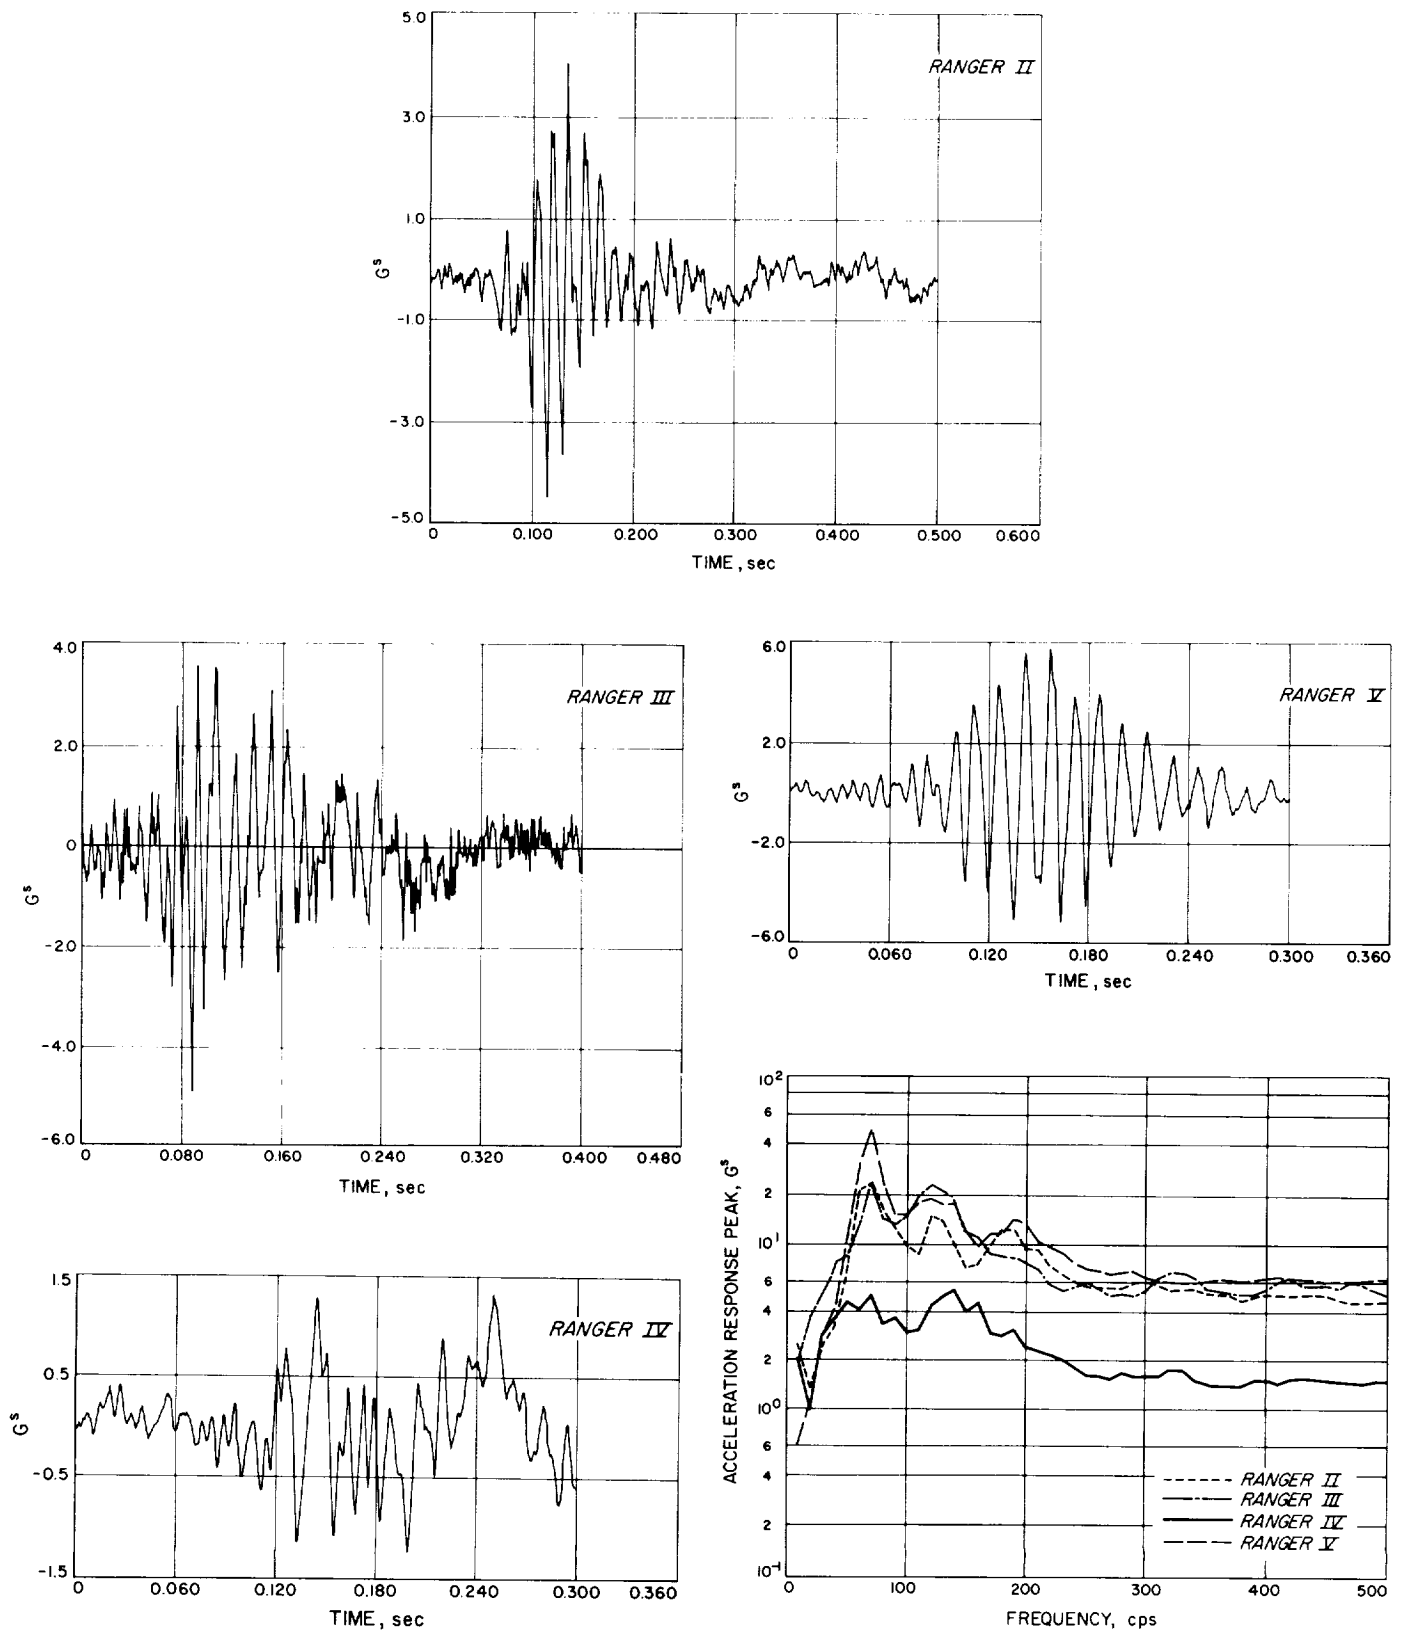 5.0
RANGER II
3.0
1.0
G^s
-1.0
-3.0
-5.0
0 0.100 0.200 0.300 0.400 0.500 0.600
TIME, sec
4.0
RANGER III
2.0
0
G^s
-2.0
-4.0
-6.0
0 0.080 0.160 0.240 0.320 0.400 0.480
TIME, sec
6.0
RANGER V
2.0
G^s
-2.0
-6.0
0 0.060 0.120 0.180 0.240 0.300 0.360
TIME, sec
1.5
RANGER IV
0.5
G^s
-0.5
-1.5
0 0.060 0.120 0.180 0.240 0.300 0.360
TIME, sec
10^2
6
4
2
10^1
6
4
2
10^0
6
4
2
10^-1
ACCELERATION RESPONSE PEAK, G^s
RANGER II
RANGER III
RANGER IV
RANGER V
0 100 200 300 400 500
FREQUENCY, cps